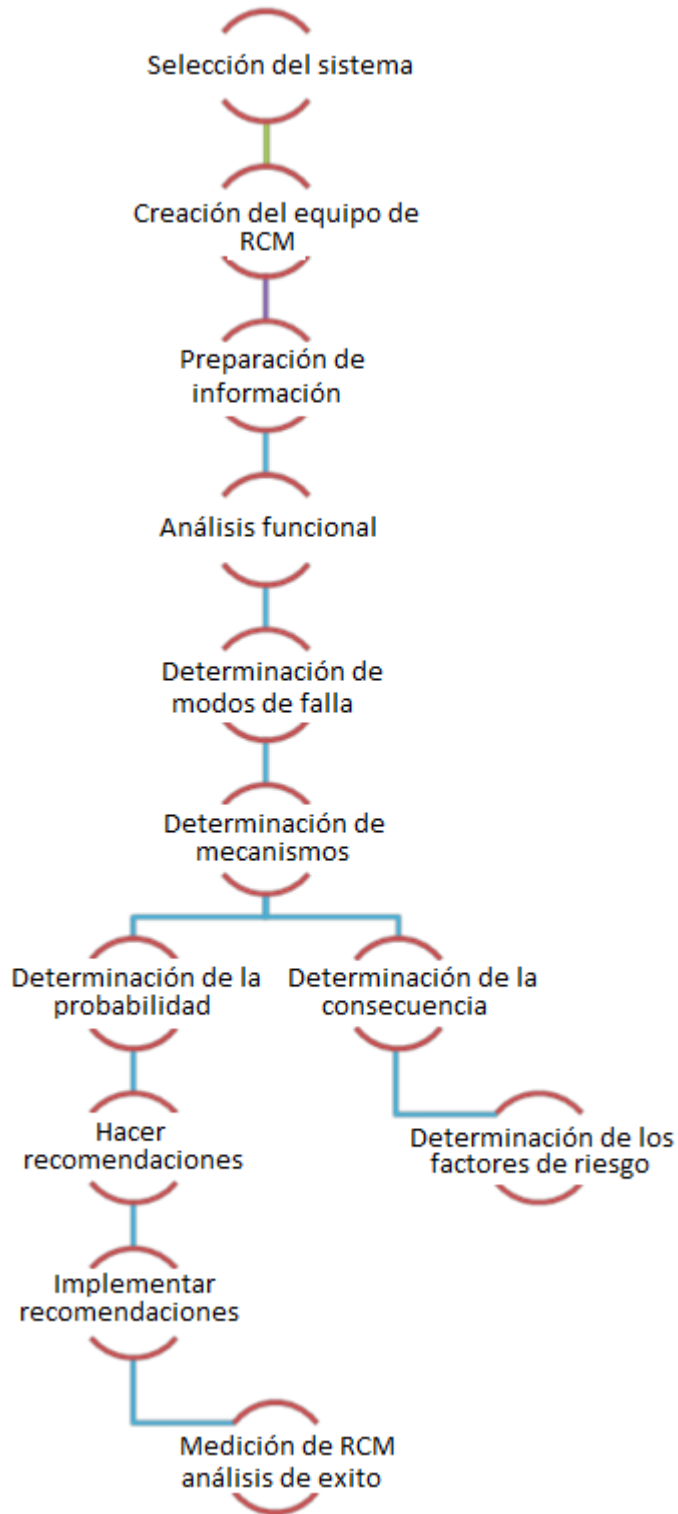 Selección del sistema
Creación del equipo de
RCM
Preparación de
información
Análisis funcional
Determinación de
modos de falla
Determinación de
mecanismos
Determinación de la
probabilidad
Determinación de la
consecuencia
Hacer
recomendaciones
Determinación de los
factores de riesgo
Implementar
recomendaciones
Medición de RCM
análisis de exito